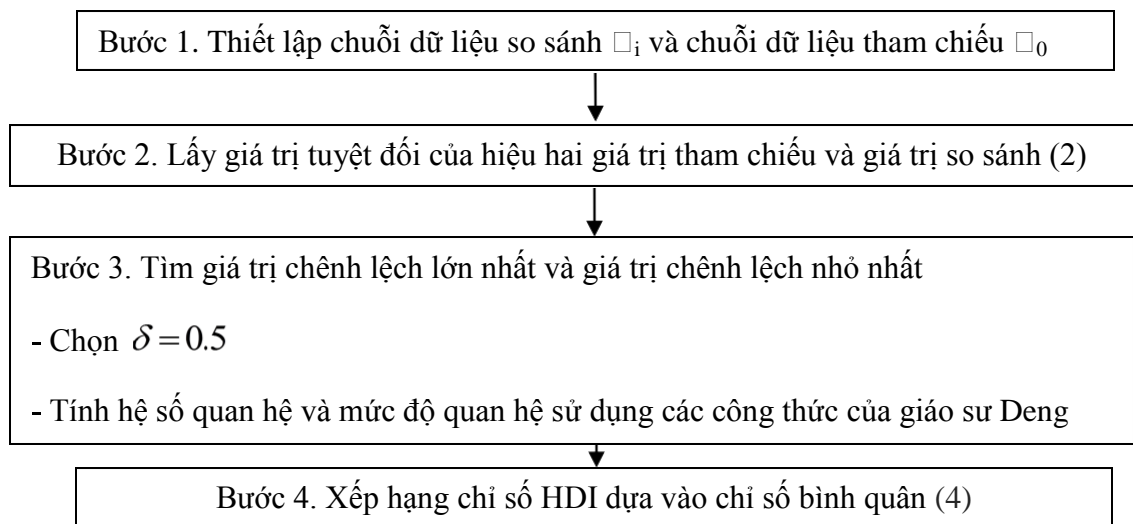 Bước 1. Thiết lập chuỗi dữ liệu so sánh □i và chuỗi dữ liệu tham chiếu □0
Bước 2. Lấy giá trị tuyệt đối của hiệu hai giá trị tham chiếu và giá trị so sánh (2)
Bước 3. Tìm giá trị chênh lệch lớn nhất và giá trị chênh lệch nhỏ nhất
- Chọn δ = 0.5
- Tính hệ số quan hệ và mức độ quan hệ sử dụng các công thức của giáo sư Deng
Bước 4. Xếp hạng chỉ số HDI dựa vào chỉ số bình quân (4)